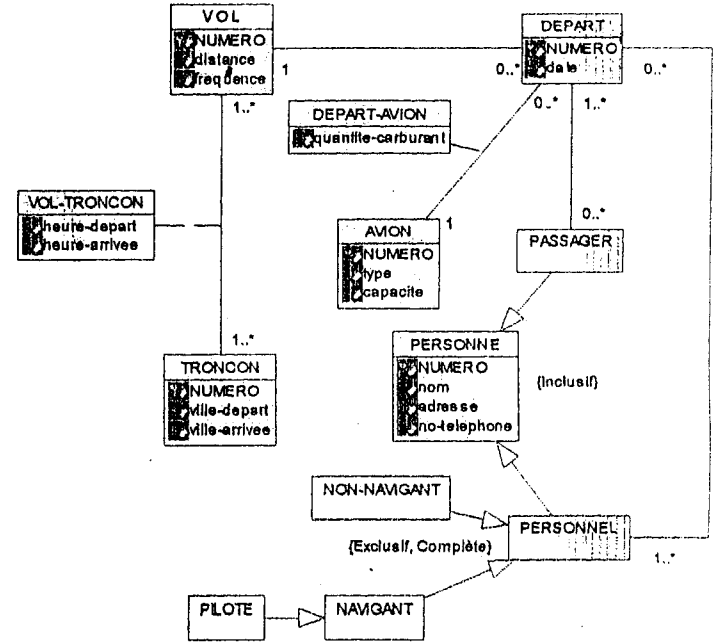 VOL
NUMERO
distance
frequence
DEPART
NUMERO
date
1
0..*
0..*
1..*
0..*
1..*
DEPART-AVION
quantite-carburant
VOL-TRONCON
heure-depart
heure-arrivee
AVION
NUMERO
type
capacite
1
0..*
PASSAGER
PERSONNE
NUMERO
nom
adresse
no-telephone
{Inclusif}
1..*
TRONCON
NUMERO
ville-depart
ville-arrivee
NON-NAVIGANT
PERSONNEL
{Exclusif, Complète}
1..*
PILOTE
NAVIGANT